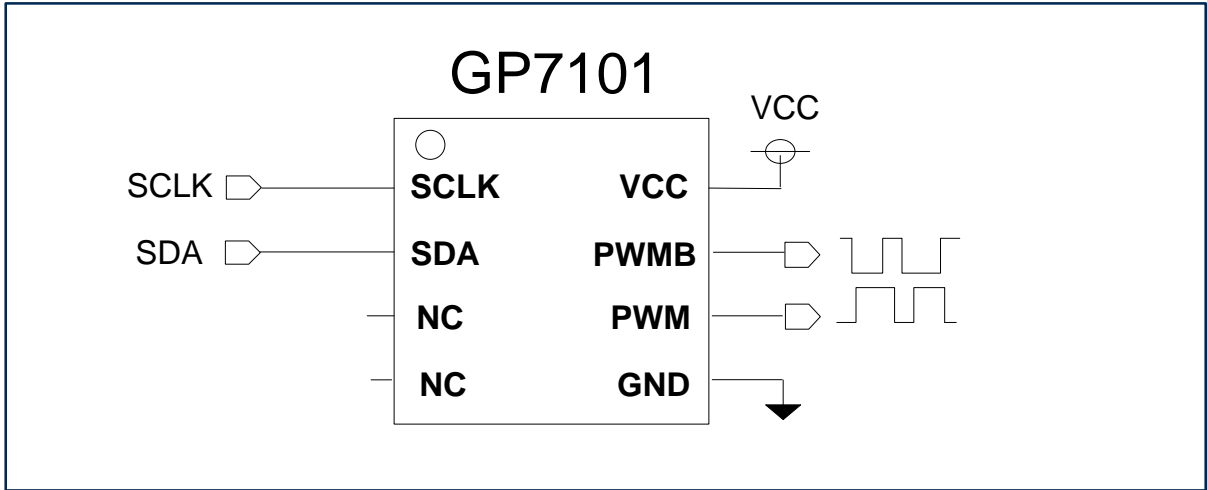 GP7101
VCC
SCLK
SCLK
VCC
SDA
SDA
PWMB
NC
PWM
NC
GND